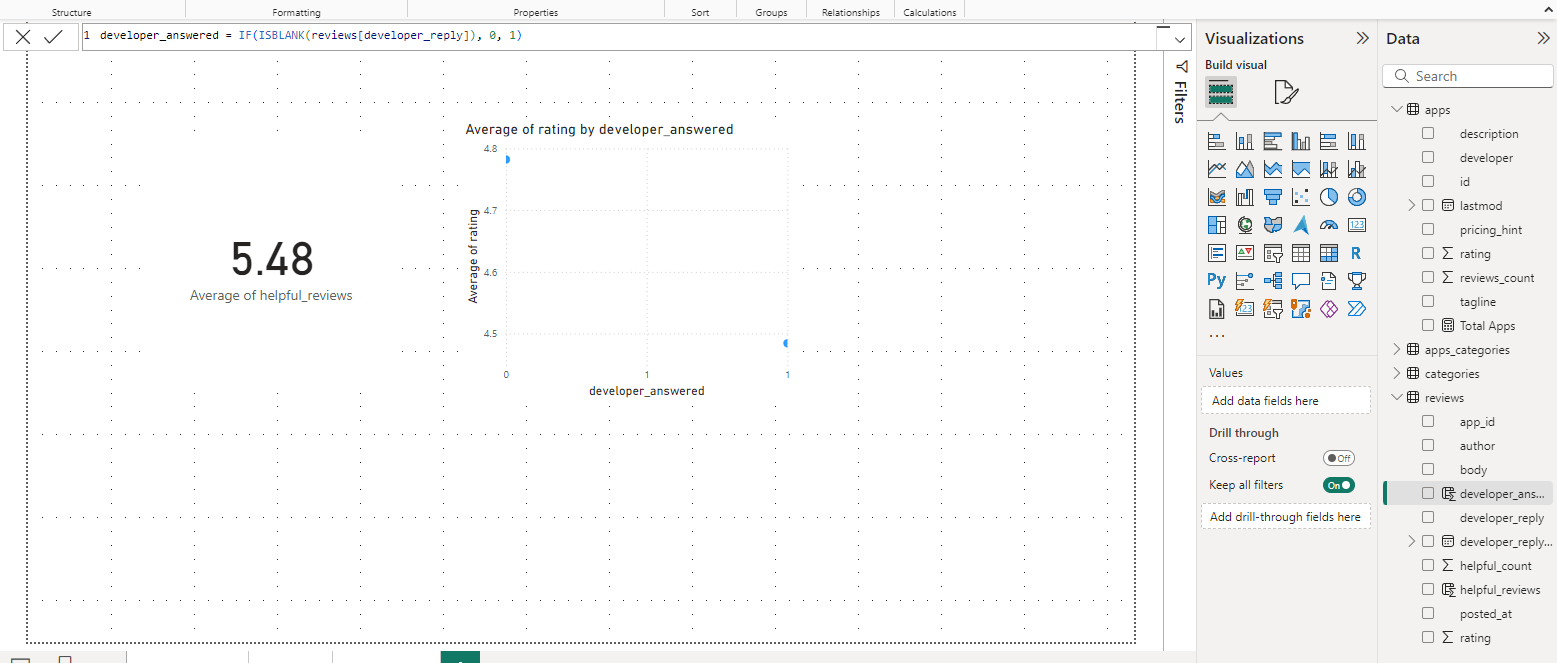 Structure
Formatting
Properties
Sort
Groups
Relationships
Calculations
1 developer_answered = IF(ISBLANK(reviews[developer_reply]), 0, 1)
5.48
Average of helpful_reviews
Average of rating by developer_answered
Average of rating
4.8
4.7
4.6
4.5
0
1
1
developer_answered
Filters
Visualizations
Build visual
123
R
Py
123
...
Values
Add data fields here
Drill through
Cross-report
Off
Keep all filters
On
Add drill-through fields here
Data
Search
apps
description
developer
id
lastmod
pricing_hint
rating
reviews_count
tagline
Total Apps
apps_categories
categories
reviews
app_id
author
body
developer_ans...
developer_reply
developer_reply...
helpful_count
helpful_reviews
posted_at
rating